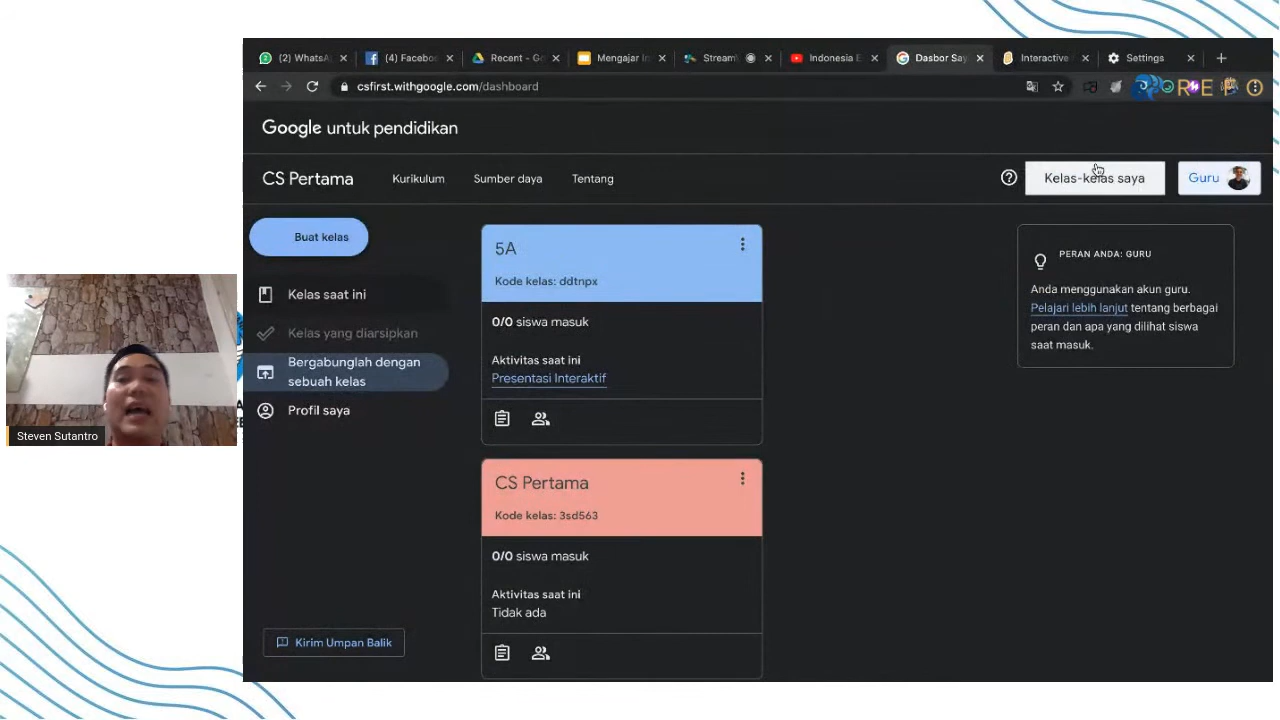 (2) WhatsA
(4) Faceboo
Recent - Go
Mengajar In
Stream
Indonesia E
Dasbor Say
Interactive
Settings
csfirst.withgoogle.com/dashboard
Google untuk pendidikan
CS Pertama
Kurikulum
Sumber daya
Tentang
Kelas-kelas saya
Guru
Buat kelas
Kelas saat ini
Kelas yang diarsipkan
Bergabunglah dengan
sebuah kelas
Profil saya
Kirim Umpan Balik
5A
Kode kelas: ddtnpx
0/0 siswa masuk
Aktivitas saat ini
Presentasi Interaktif
CS Pertama
Kode kelas: 3sd563
0/0 siswa masuk
Aktivitas saat ini
Tidak ada
PERAN ANDA: GURU
Anda menggunakan akun guru.
Pelajari lebih lanjut tentang berbagai
peran dan apa yang dilihat siswa
saat masuk.
Steven Sutantro